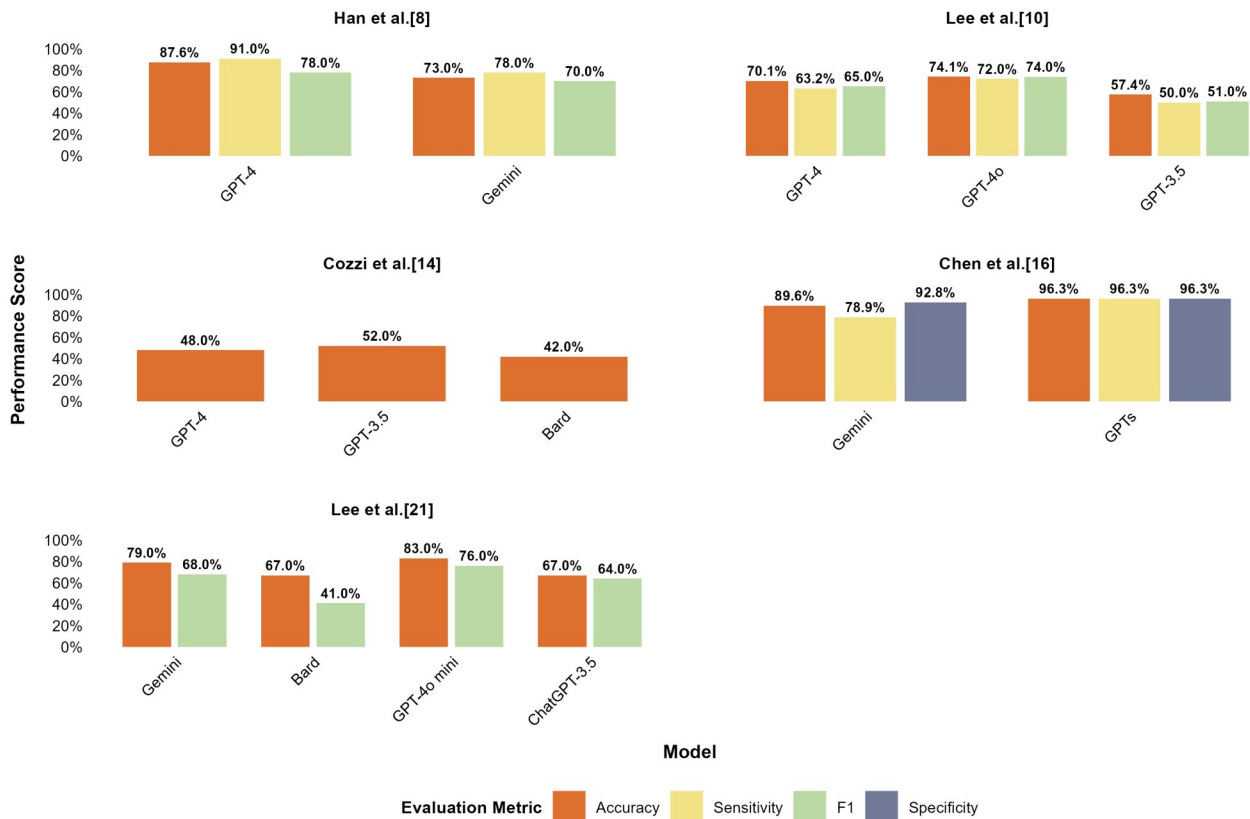 Han et al.[8]
100%
80%
60%
40%
20%
0%
87.6%
91.0%
78.0%
73.0%
78.0%
70.0%
GPT-4
Gemini
Lee et al.[10]
70.1%
63.2%
65.0%
74.1%
72.0%
74.0%
57.4%
50.0%
51.0%
GPT-4
GPT-4o
GPT-3.5
Performance Score
Cozzi et al.[14]
100%
80%
60%
40%
20%
0%
48.0%
52.0%
42.0%
GPT-4
GPT-3.5
Bard
Chen et al.[16]
89.6%
78.9%
92.8%
96.3%
96.3%
96.3%
Gemini
GPTs
Lee et al.[21]
100%
80%
60%
40%
20%
0%
79.0%
68.0%
67.0%
41.0%
83.0%
76.0%
67.0%
64.0%
Gemini
Bard
GPT-4o mini
ChatGPT-3.5
Model
Evaluation Metric Accuracy Sensitivity F1 Specificity